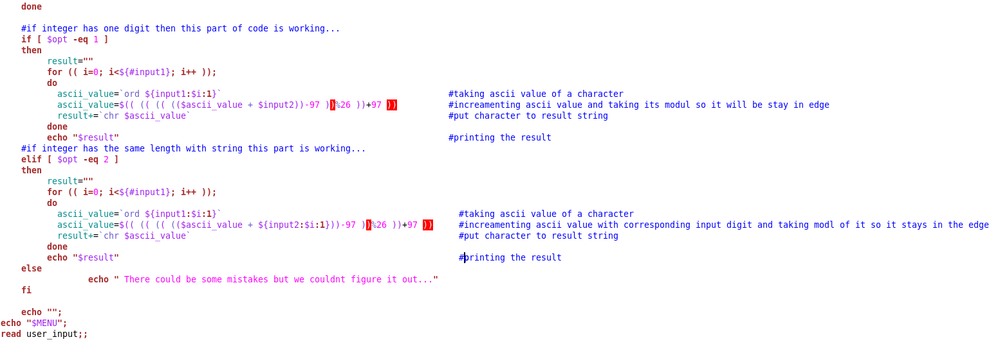 done
#if integer has one digit then this part of code is working...
if [ $opt -eq 1 ]
then
result=""
for (( i=0; i<${#input1}; i++ ));
do
ascii_value=`ord ${input1:$i:1}` #taking ascii value of a character
ascii_value=$(( (( (( (($ascii_value + $input2))-97 ))%26 ))+97 )) #increamenting ascii value and taking its modul so it will be stay in edge
result+=`chr $ascii_value` #put character to result string
done
echo "$result" #printing the result
#if integer has the same length with string this part is working...
elif [ $opt -eq 2 ]
then
result=""
for (( i=0; i<${#input1}; i++ ));
do
ascii_value=`ord ${input1:$i:1}` #taking ascii value of a character
ascii_value=$(( (( (( (($ascii_value + ${input2:$i:1}))-97 ))%26 ))+97 )) #increamenting ascii value with corresponding input digit and taking modl of it so it stays in the edge
result+=`chr $ascii_value` #put character to result string
done
echo "$result" #printing the result
else
echo " There could be some mistakes but we couldnt figure it out..."
fi
echo "";
echo "$MENU";
read user_input;;